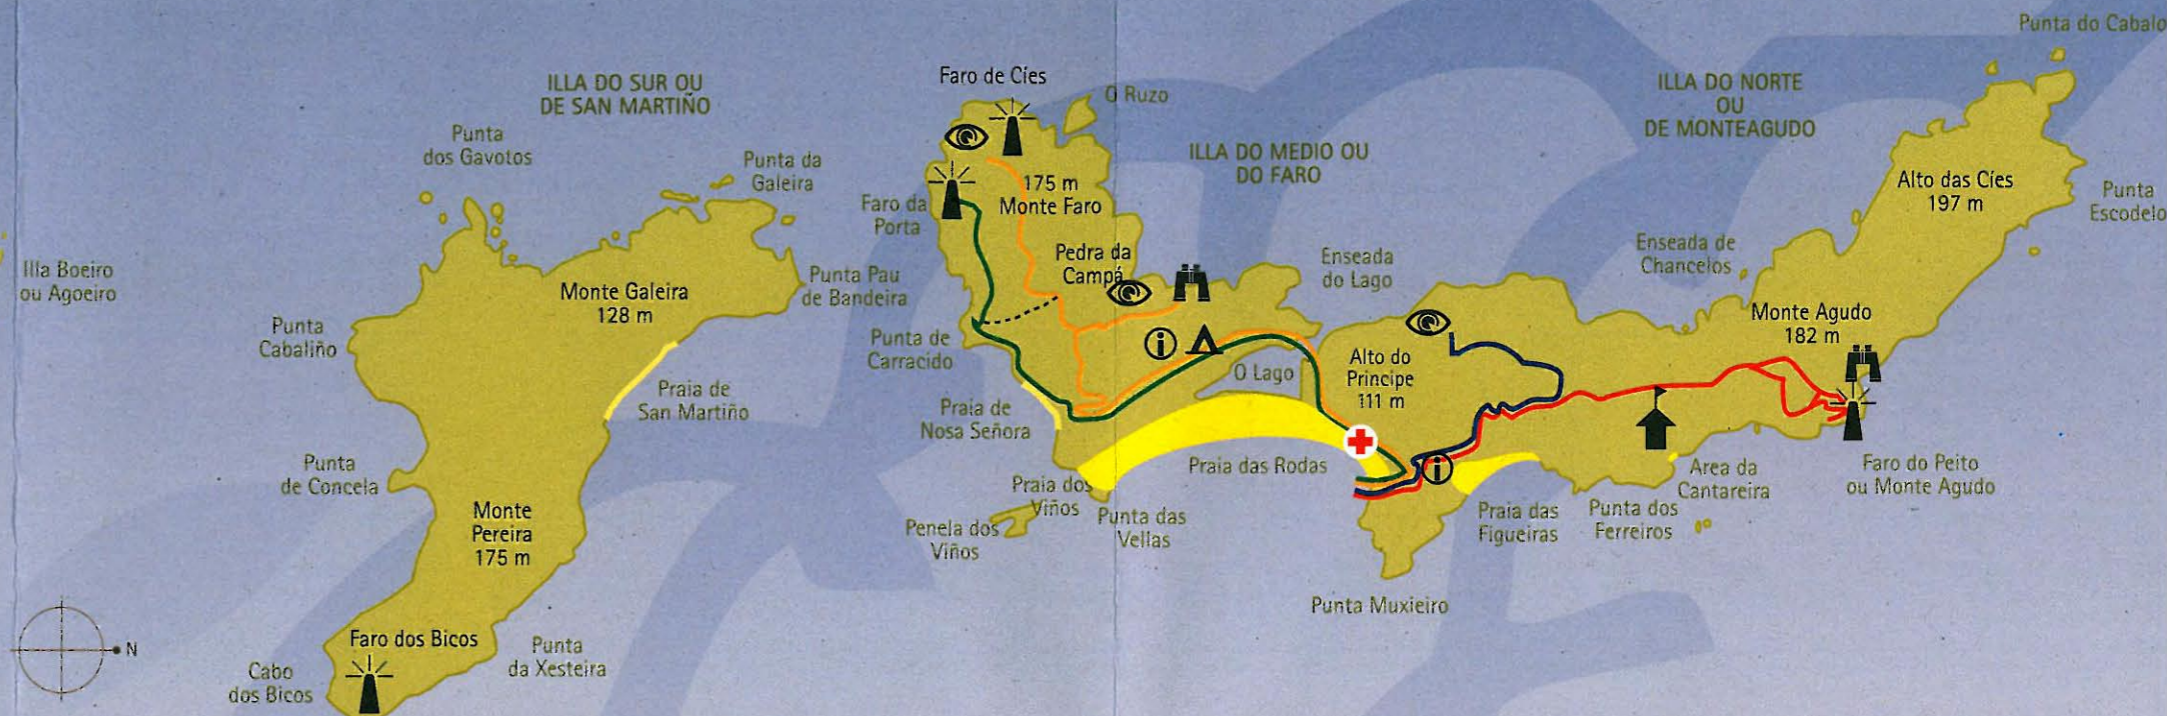 Punta do Cabalo
Faro de Cíes
ILLA DO SUR OU
DE SAN MARTIÑO
O Ruzo
ILLA DO NORTE
OU
DE MONTEAGUDO
Punta
dos Gavotos
Punta da
Galeira
ILLA DO MEDIO OU
DO FARO
175 m
Monte Faro
Alto das Cíes
197 m
Punta
Escodelo
Faro da
Porta
Illa Boeiro
ou Agoeiro
Monte Galeira
128 m
Punta Pau
de Bandeira
Pedra da
Campá
Enseada
do Lago
Enseada de
Chancelos
Punta
Cabaliño
Punta de
Carracido
Monte Agudo
182 m
i
O Lago
Alto do
Principe
111 m
Praia de
San Martiño
Praia de
Nosa Señora
Punta
de Concela
Praia das Rodas
i
Area da
Cantareira
Faro do Peito
ou Monte Agudo
Monte
Pereira
175 m
Praia dos
Viños
Penela dos
Viños
Punta das
Vellas
Praia das
Figueiras
Punta dos
Ferreiros
Punta Muxieiro
N
Faro dos Bicos
Punta
da Xesteira
Cabo
dos Bicos